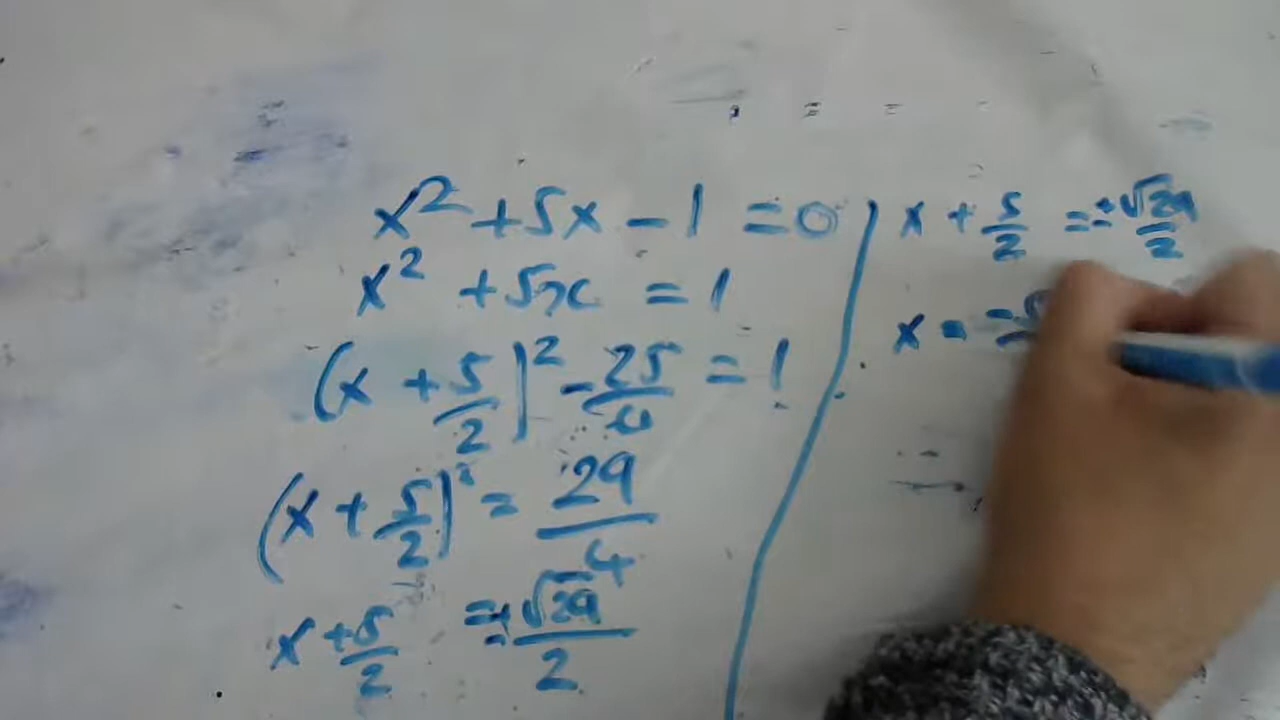 x² + 5x - 1 = 0
x² + 5x = 1
(x + 5/2)² - 25/4 = 1
(x + 5/2)² = 29/4
x + 5/2 = ± √29/2
x + 5/2 = ± √29/2
x = -